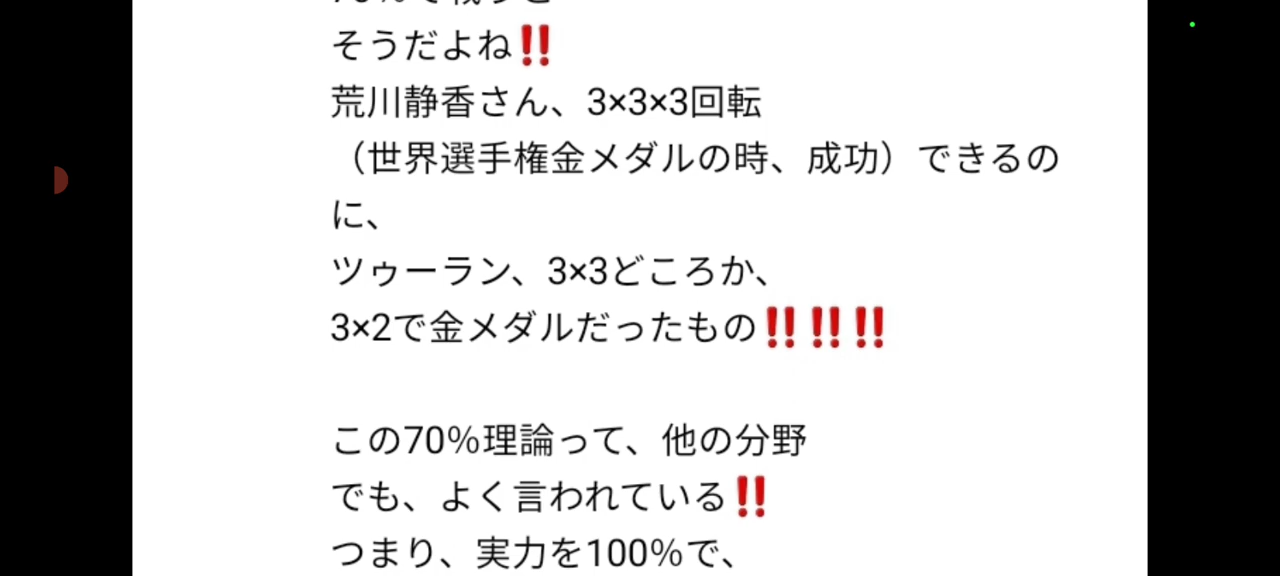 そうだよね‼️
荒川静香さん、3×3×3回転
（世界選手権金メダルの時、成功）できるの
に、
ツゥーラン、3×3どころか、
3×2で金メダルだったもの‼️‼️‼️
この70%理論って、他の分野
でも、よく言われている‼️
つまり、実力を100%で、